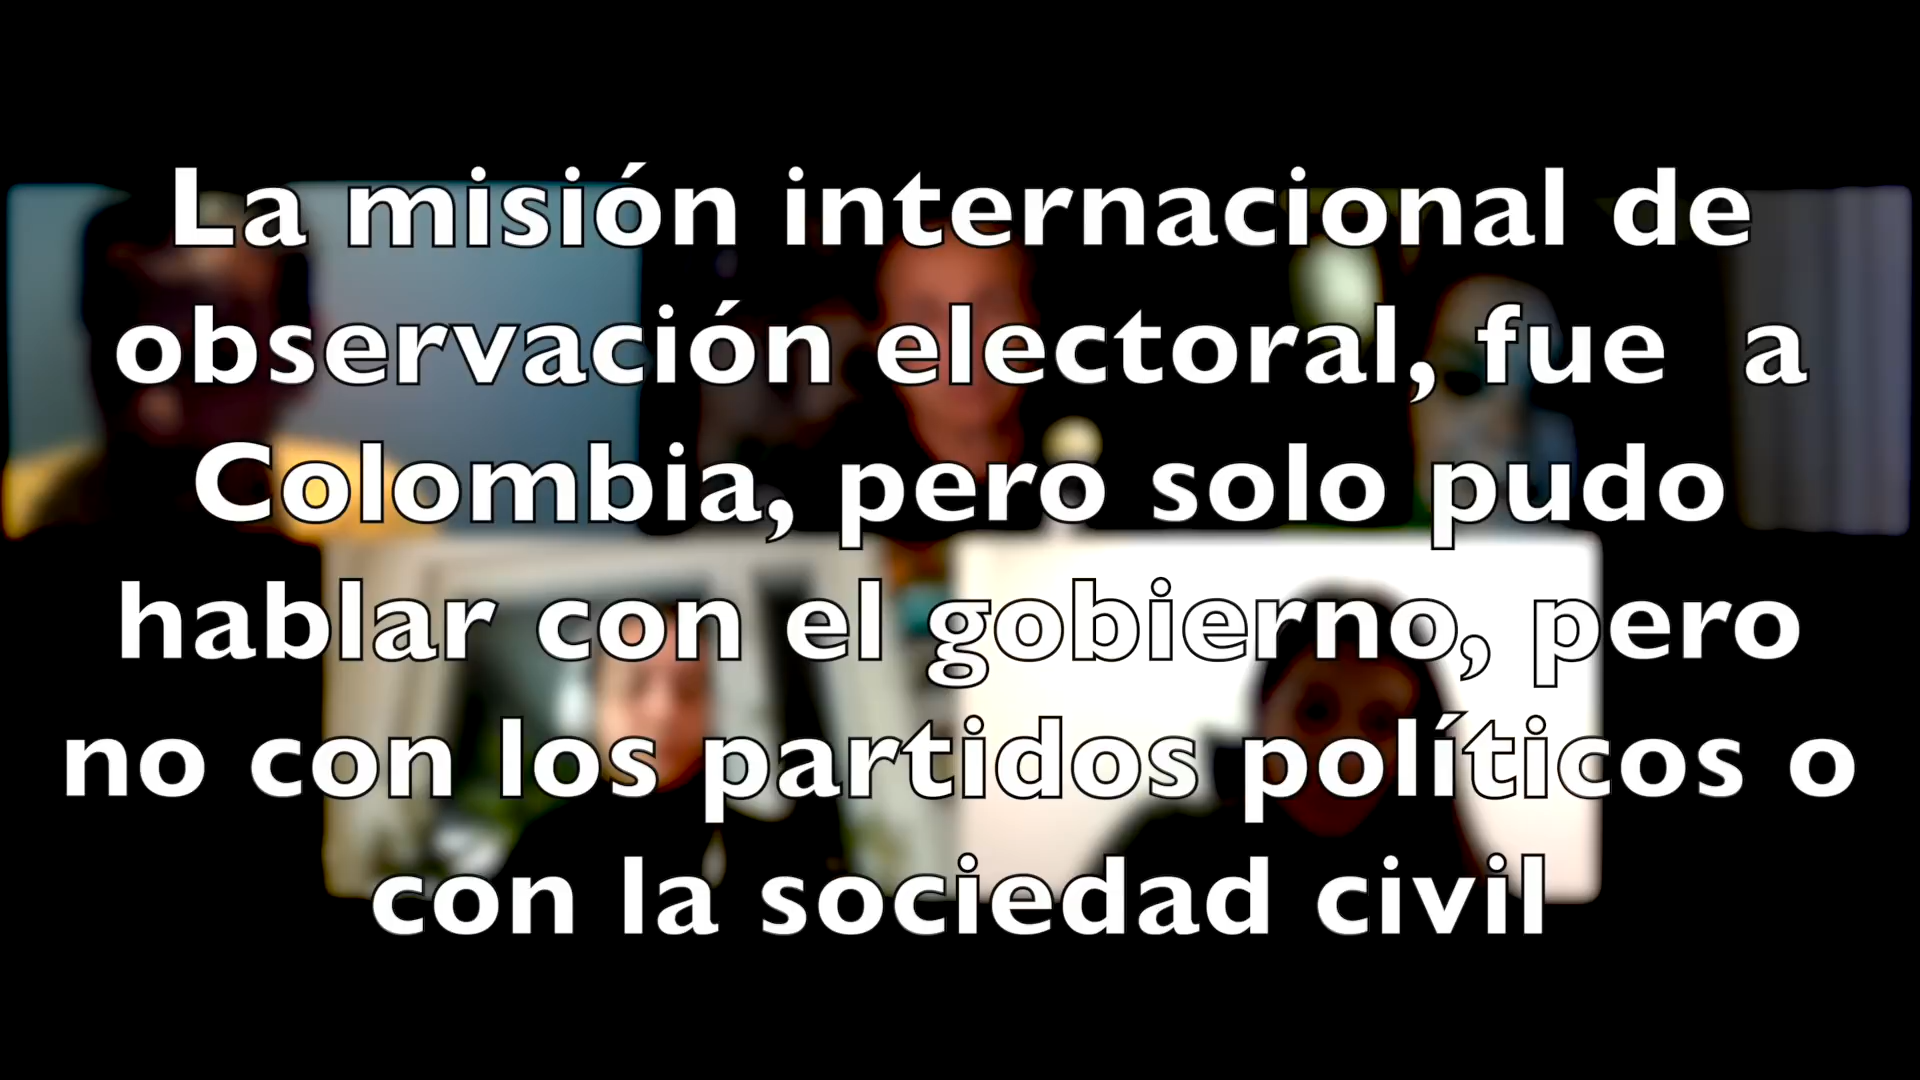 La misión internacional de
observación electoral, fue  a
Colombia, pero solo pudo
hablar con el gobierno, pero
no con los partidos políticos o
con la sociedad civil